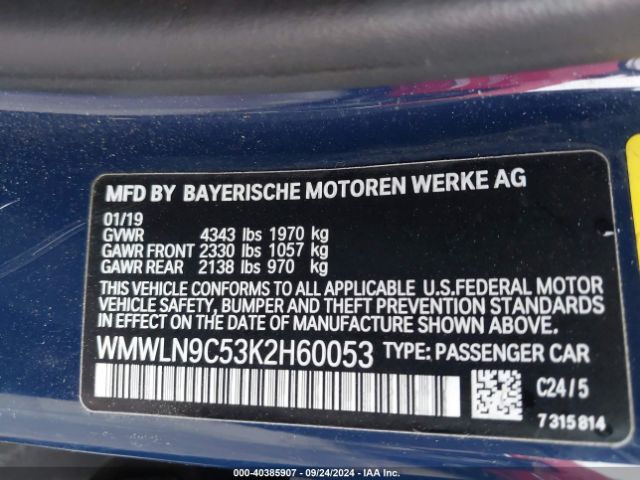 MFD BY BAYERISCHE MOTOREN WERKE AG
01/19
GVWR 4343 lbs 1970 kg
GAWR FRONT 2330 lbs 1057 kg
GAWR REAR 2138 lbs 970 kg
THIS VEHICLE CONFORMS TO ALL APPLICABLE U.S.FEDERAL MOTOR
VEHICLE SAFETY, BUMPER AND THEFT PREVENTION STANDARDS
IN EFFECT ON THE DATE OF MANUFACTURE SHOWN ABOVE.
WMWLN9C53K2H60053 TYPE: PASSENGER CAR
C24/5
7315814
000-40385907 - 09/24/2024 - IAA Inc.